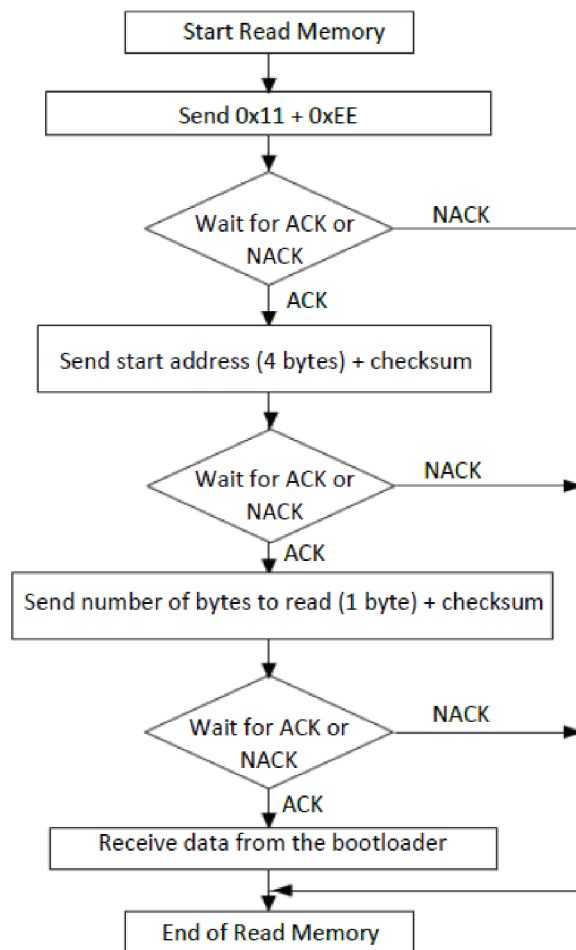 Start Read Memory
Send 0x11 + 0xEE
Wait for ACK or
NACK
NACK
ACK
Send start address (4 bytes) + checksum
Wait for ACK or
NACK
NACK
ACK
Send number of bytes to read (1 byte) + checksum
Wait for ACK or
NACK
NACK
ACK
Receive data from the bootloader
End of Read Memory